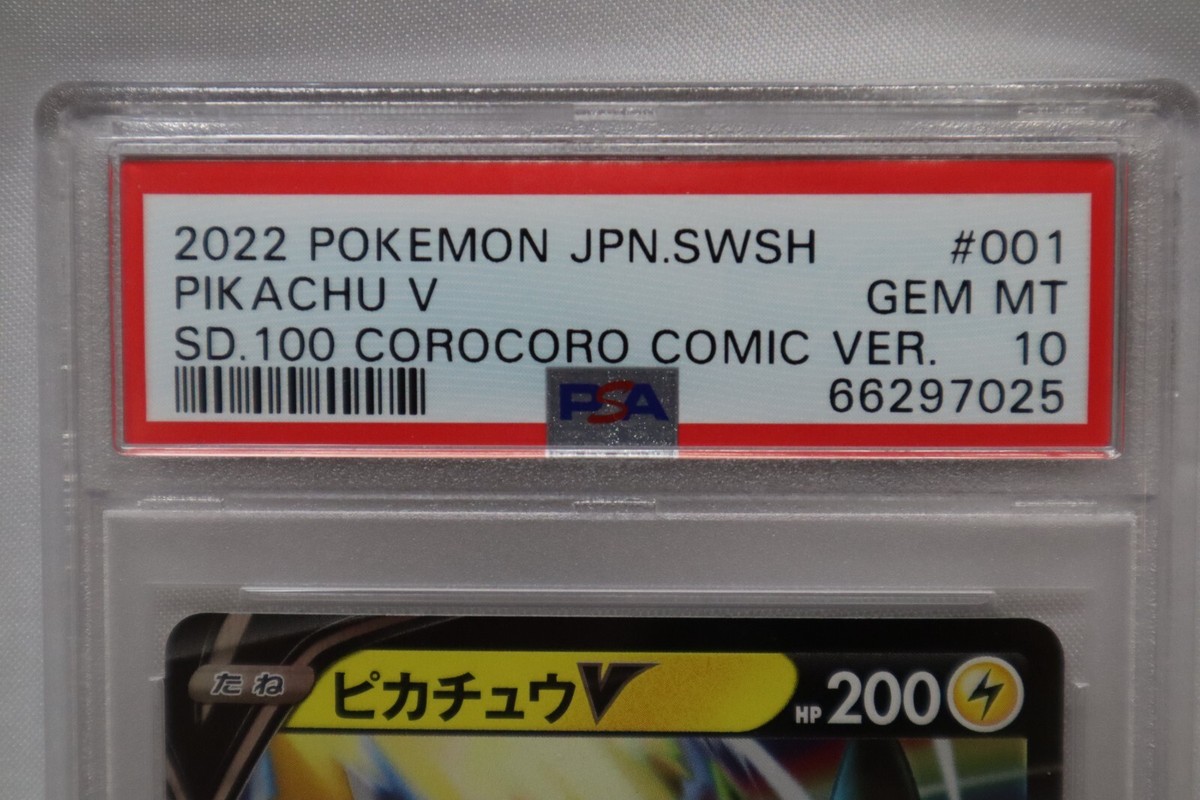 2022 POKEMON JPN.SWSH #001
PIKACHU V GEM MT
SD.100 COROCORO COMIC VER. 10
PSA 66297025
たね ピカチュウV HP 200